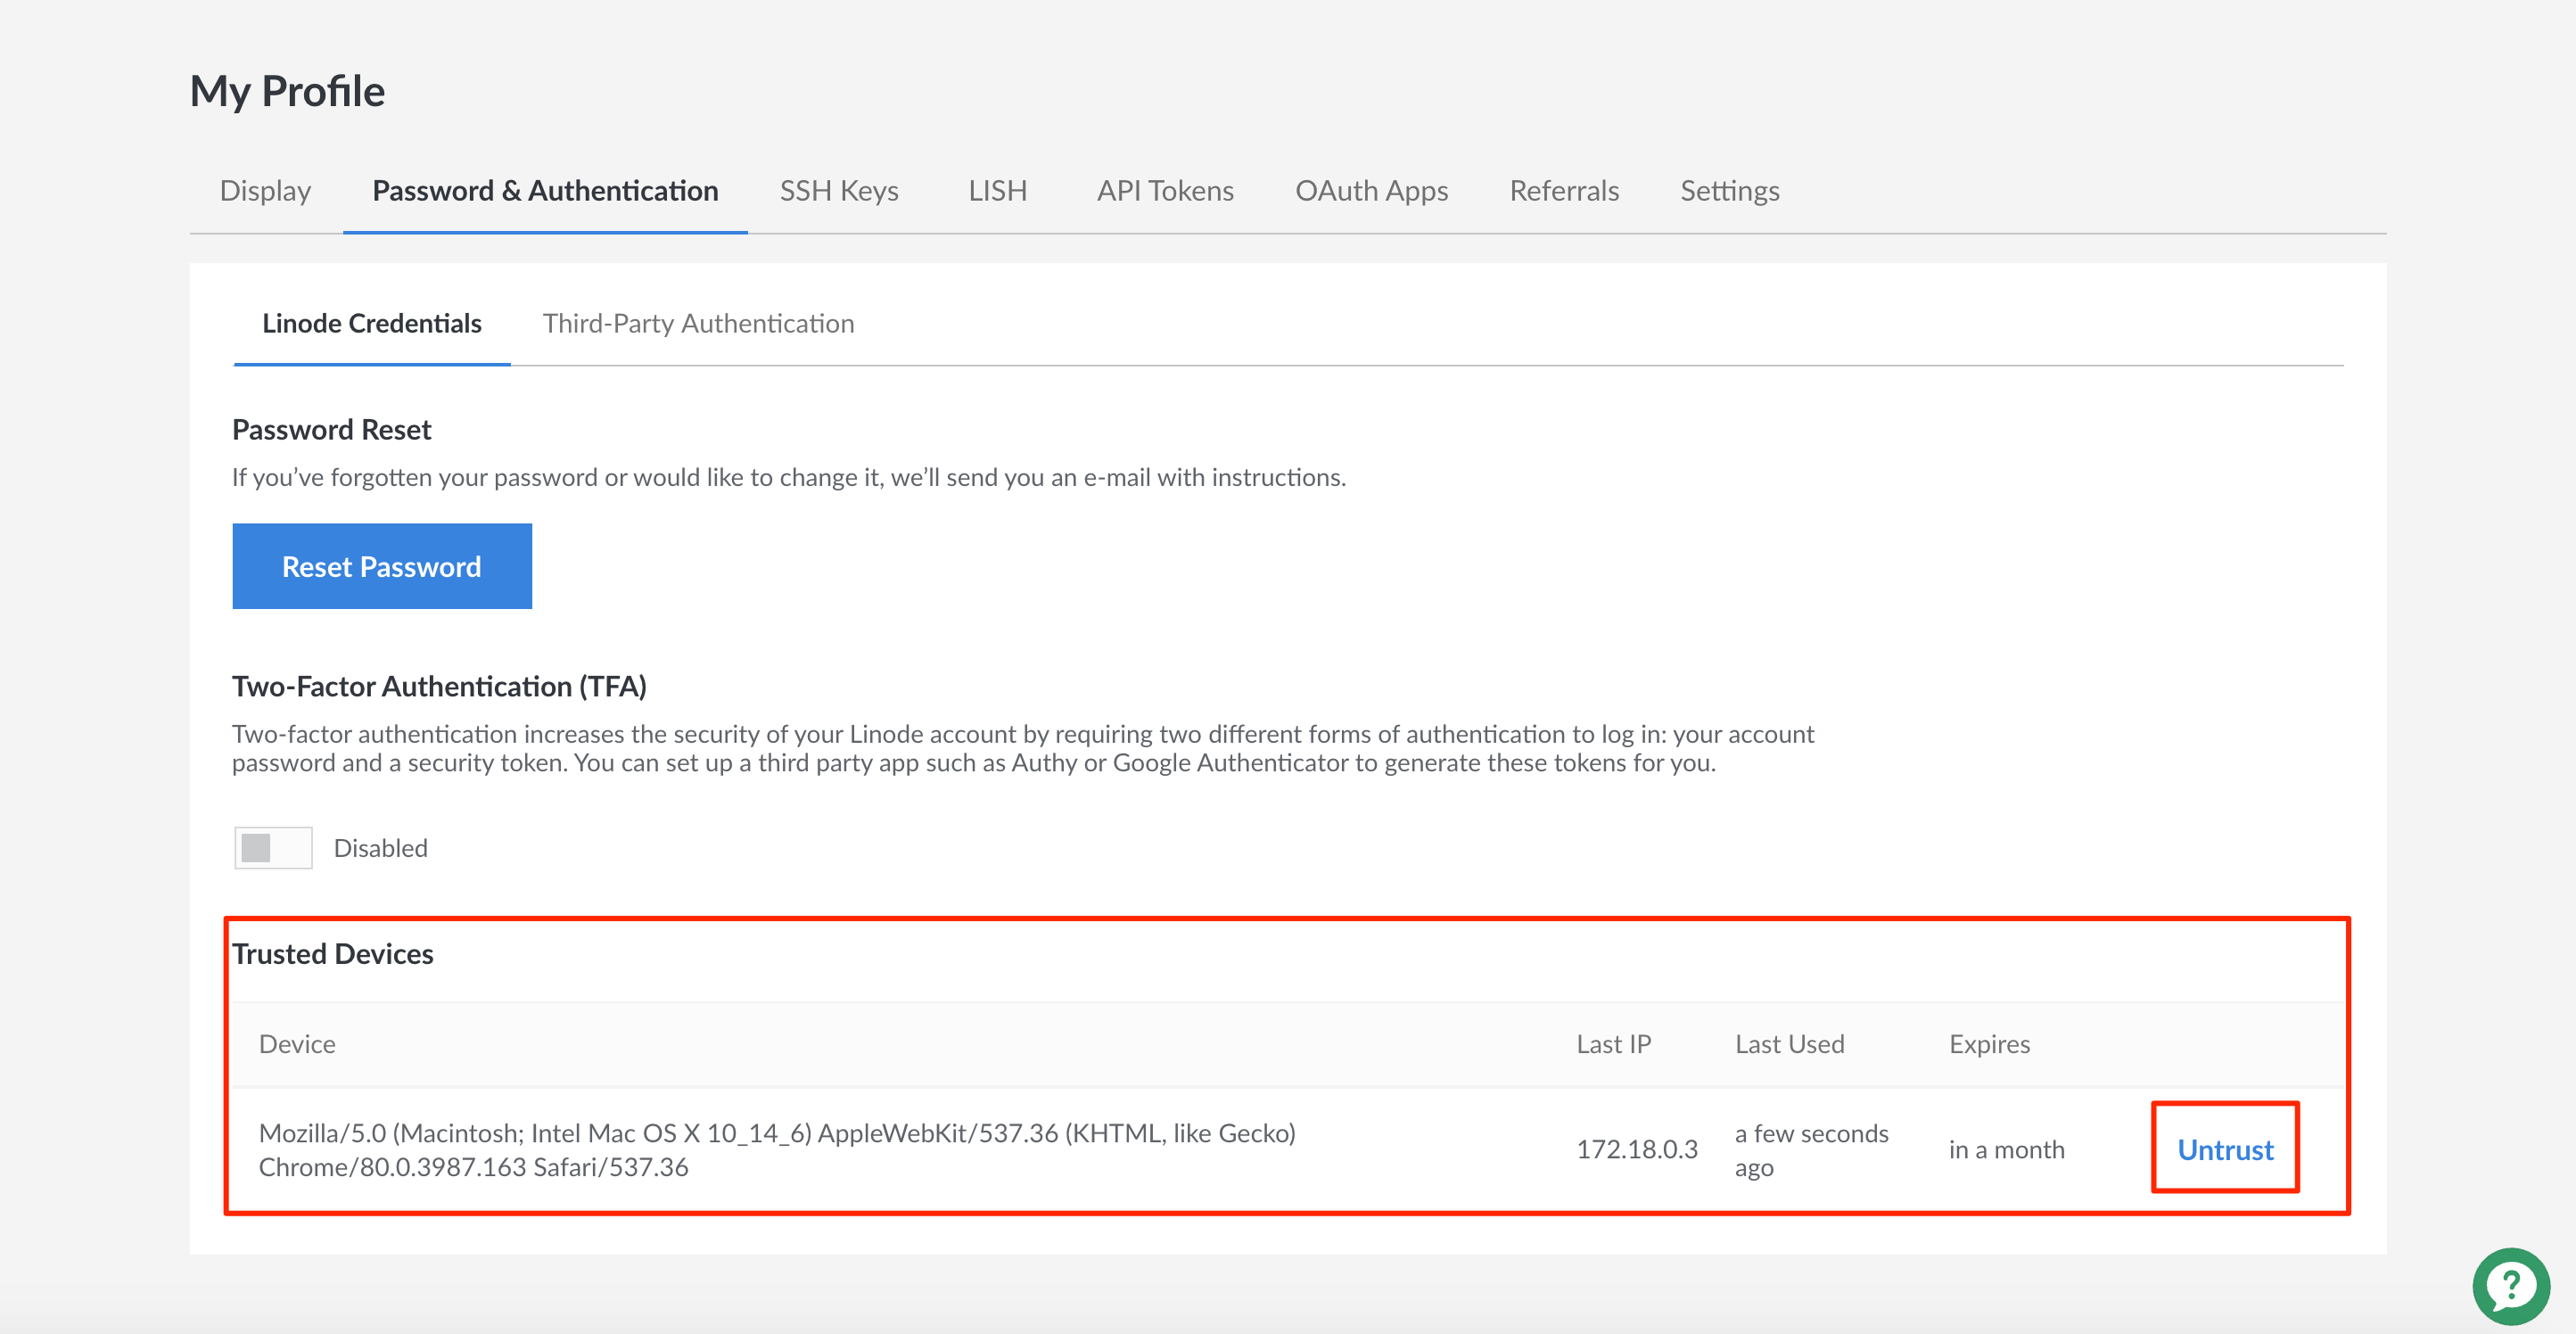 My Profile
Display Password & Authentication SSH Keys LISH API Tokens OAuth Apps Referrals Settings
Linode Credentials Third-Party Authentication
Password Reset
If you’ve forgotten your password or would like to change it, we’ll send you an e-mail with instructions.
Reset Password
Two-Factor Authentication (TFA)
Two-factor authentication increases the security of your Linode account by requiring two different forms of authentication to log in: your account
password and a security token. You can set up a third party app such as Authy or Google Authenticator to generate these tokens for you.
Disabled
Trusted Devices
Device Last IP Last Used Expires
Mozilla/5.0 (Macintosh; Intel Mac OS X 10_14_6) AppleWebKit/537.36 (KHTML, like Gecko)
Chrome/80.0.3987.163 Safari/537.36
172.18.0.3
a few seconds
ago
in a month
Untrust
?